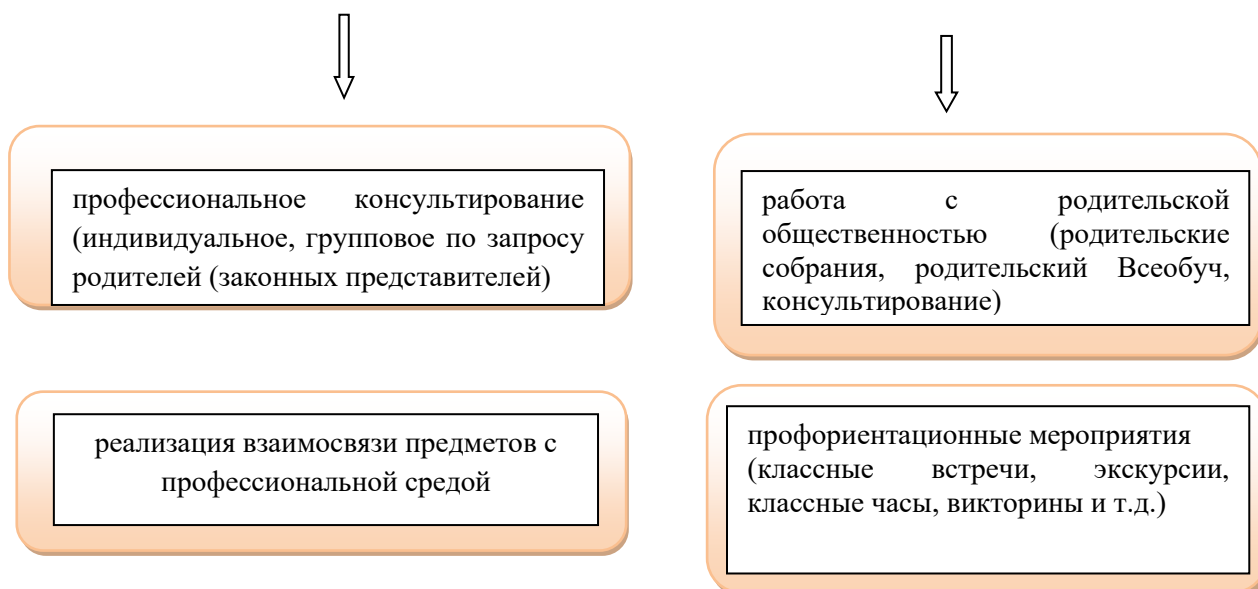 профессиональное консультирование
(индивидуальное, групповое по запросу
родителей (законных представителей)
работа с родительской
общественностью (родительские
собрания, родительский Всеобуч,
консультирование)
реализация взаимосвязи предметов с
профессиональной средой
профориентационные мероприятия
(классные встречи, экскурсии,
классные часы, викторины и т.д.)